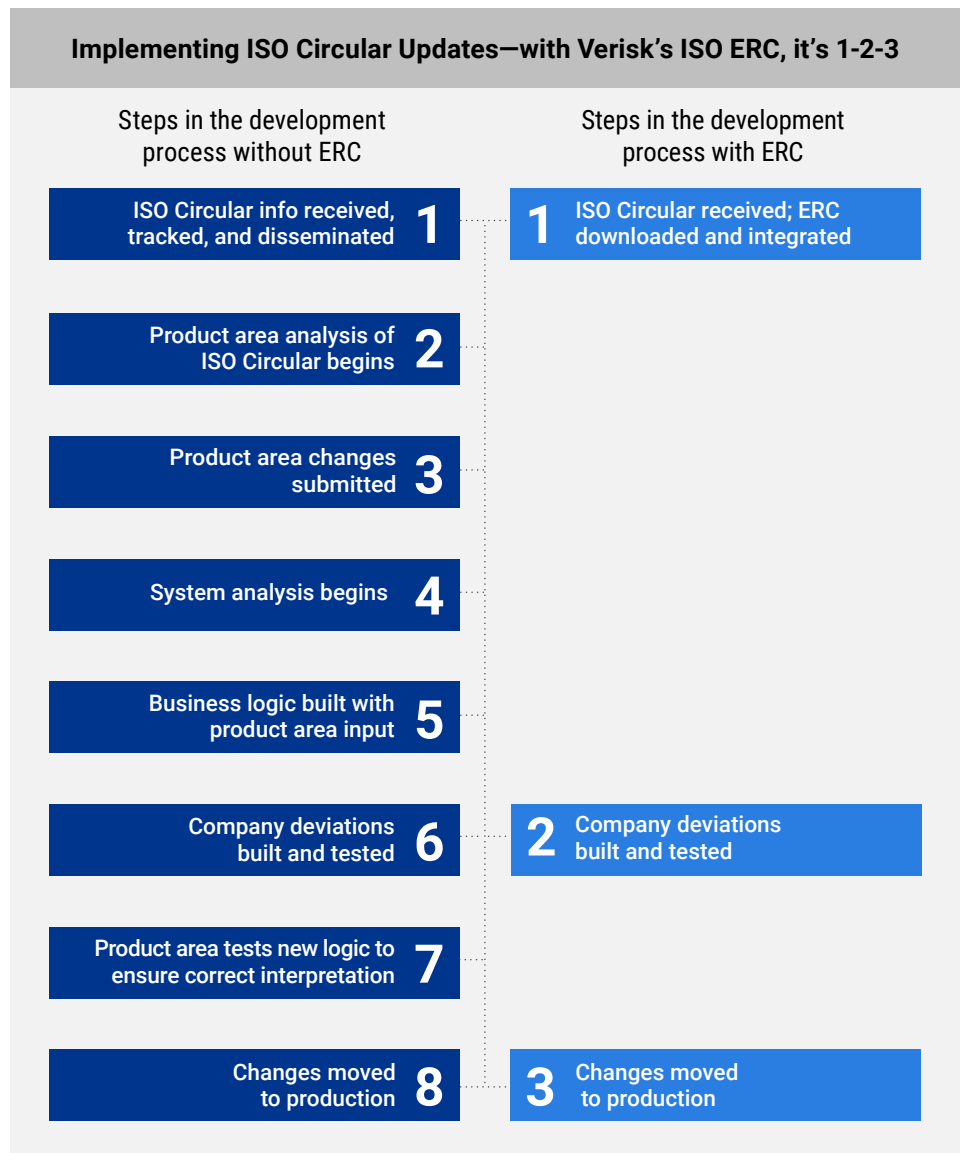 Implementing ISO Circular Updates—with Verisk’s ISO ERC, it’s 1-2-3
Steps in the development
process without ERC
ISO Circular info received,
tracked, and disseminated
1
Product area analysis of
ISO Circular begins
2
Product area changes
submitted
3
System analysis begins
4
Business logic built with
product area input
5
Company deviations
built and tested
6
Product area tests new logic to
ensure correct interpretation
7
Changes moved
to production
8
Steps in the development
process with ERC
1
ISO Circular received; ERC
downloaded and integrated
2
Company deviations
built and tested
3
Changes moved
to production